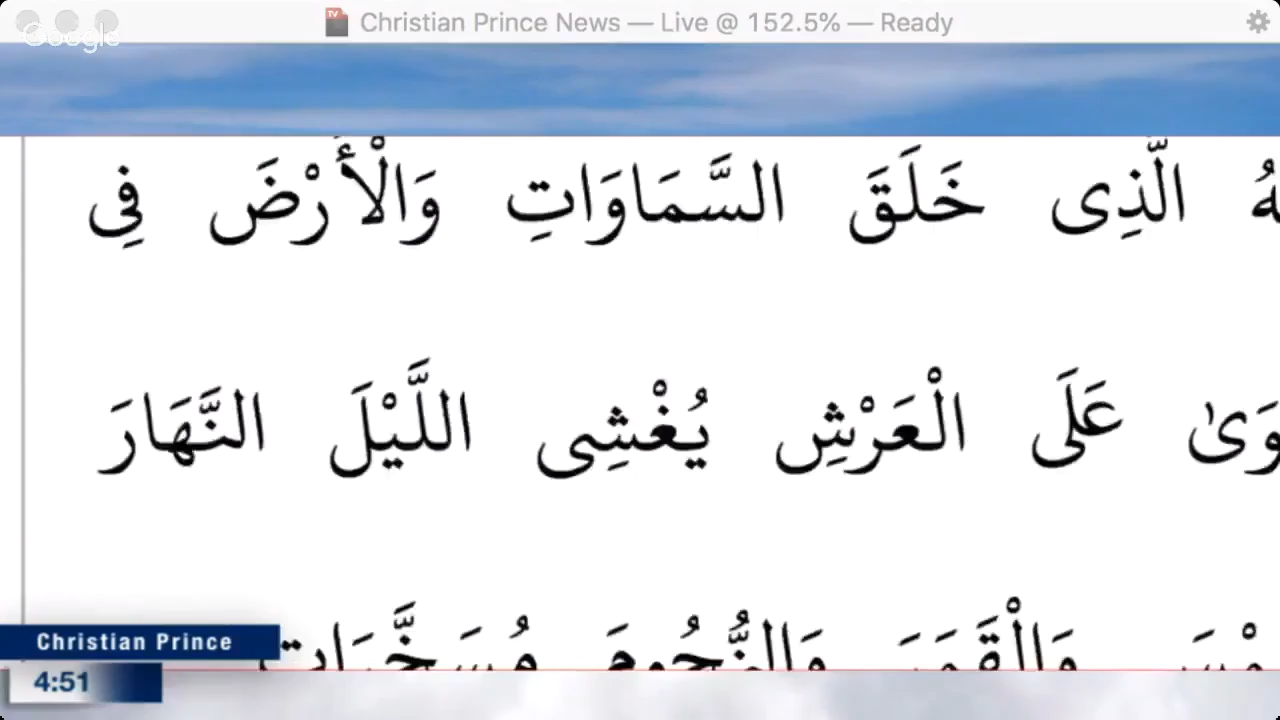 Christian Prince News — Live @ 152.5% — Ready
Google
الَّذِى خَلَقَ السَّمَاوَاتِ وَالْأَرْضَ فِى
عَلَى الْعَرْشِ يُغْشِى اللَّيْلَ النَّهَارَ
وَالْقَمَرَ وَالنُّجُومَ مُسَخَّرَاتٍ
Christian Prince
4:51